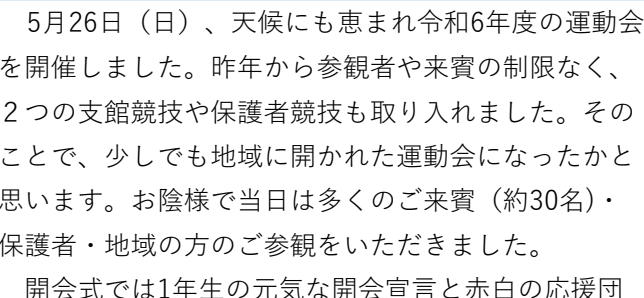 5月26日（日）、天候にも恵まれ令和6年度の運動会
を開催しました。昨年から参観者や来賓の制限なく、
２つの支館競技や保護者競技も取り入れました。その
ことで、少しでも地域に開かれた運動会になったかと
思います。お陰様で当日は多くのご来賓（約30名)・
保護者・地域の方のご参観をいただきました。
開会式では1年生の元気な開会宣言と赤白の応援団